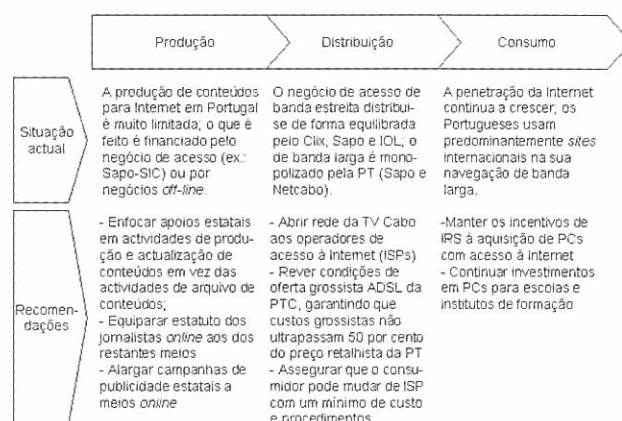 Produção
Distribuição
Consumo
Situação
actual
A produção de conteúdos
para Internet em Portugal
é muito limitada; o que é
feito é financiado pelo
negócio de acesso (ex.:
Sapo-SIC) ou por
negócios off-line.
O negócio de acesso de
banda estreita distribui-
se de forma equilibrada
pelo Clix, Sapo e IOL; o
de banda larga é mono-
polizado pela PT (Sapo e
Netcabo).
A penetração da Internet
continua a crescer; os
Portugueses usam
predominantemente sites
internacionais na sua
navegação de banda
larga.
Recomen-
dações
- Enfocar apoios estatais
em actividades de produ-
ção e actualização de
conteúdos em vez das
actividades de arquivo de
conteúdos;
- Equiparar estatuto dos
jornalistas online aos dos
restantes meios
- Alargar campanhas de
publicidade estatais a
meios online
- Abrir rede da TV Cabo
aos operadores de
acesso à Internet (ISPs)
- Rever condições de
oferta grossista ADSL da
PTC, garantindo que
custos grossistas não
ultrapassam 50 por cento
do preço retalhista da PT
- Assegurar que o consu-
midor pode mudar de ISP
com um mínimo de custo
e procedimentos
-Manter os incentivos de
IRS à aquisição de PCs
com acesso à Internet
- Continuar investimentos
em PCs para escolas e
institutos de formação